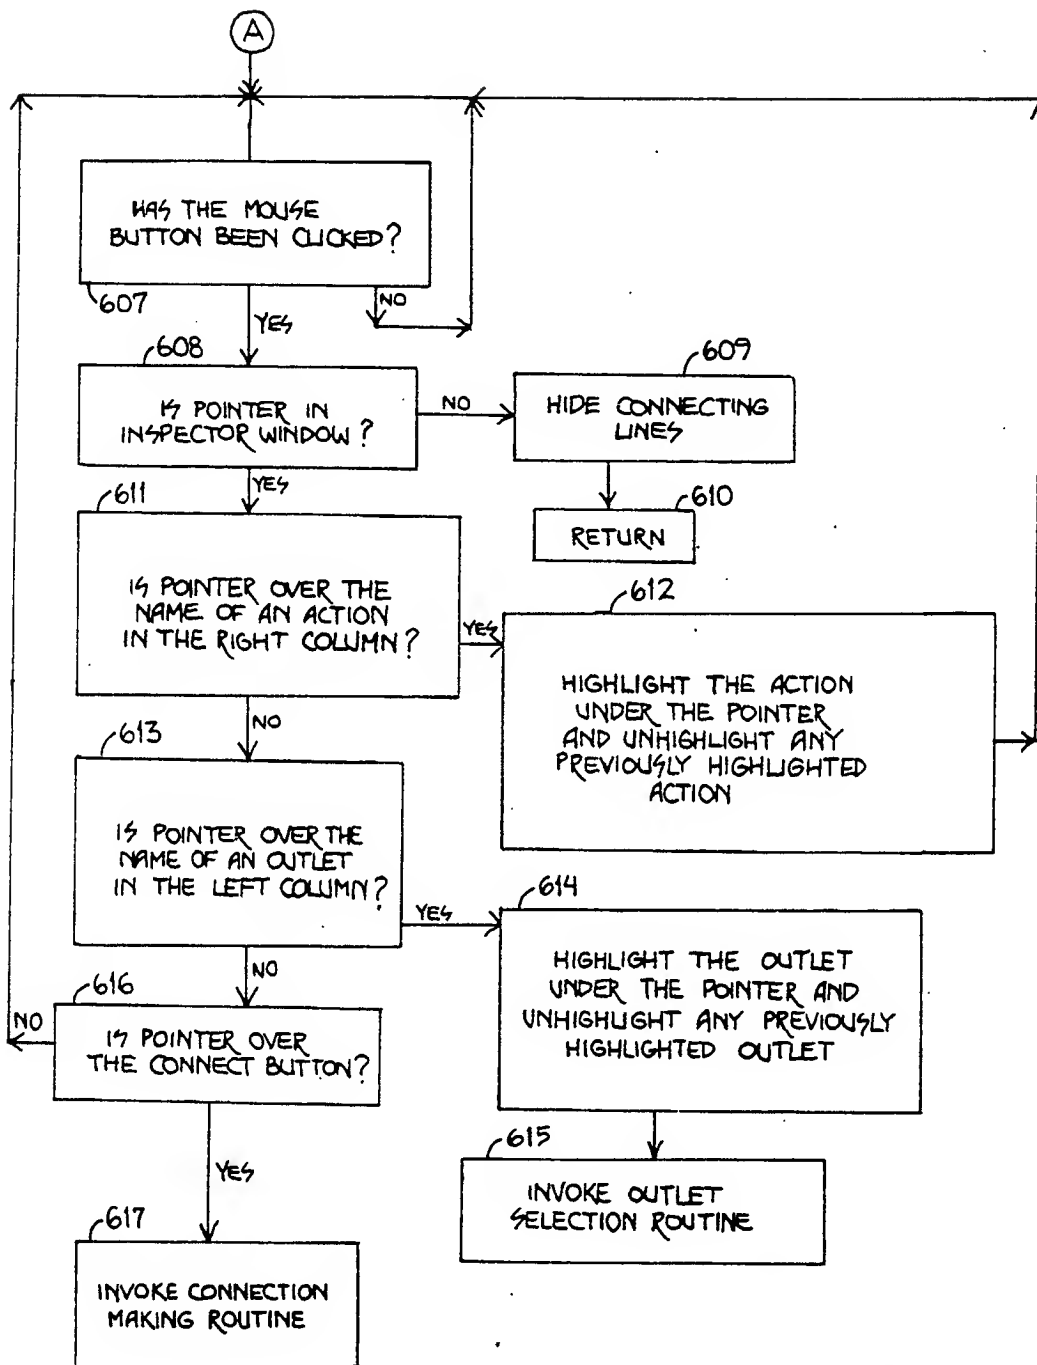 A
HAS THE MOUSE
BUTTON BEEN CLICKED?
607
NO
YES
608
IS POINTER IN
INSPECTOR WINDOW?
NO
609
HIDE CONNECTING
LINES
YES
610
RETURN
611
IS POINTER OVER THE
NAME OF AN ACTION
IN THE RIGHT COLUMN?
YES
612
HIGHLIGHT THE ACTION
UNDER THE POINTER
AND UNHIGHLIGHT ANY
PREVIOUSLY HIGHLIGHTED
ACTION
NO
613
IS POINTER OVER THE
NAME OF AN OUTLET
IN THE LEFT COLUMN?
YES
614
HIGHLIGHT THE OUTLET
UNDER THE POINTER AND
UNHIGHLIGHT ANY PREVIOUSLY
HIGHLIGHTED OUTLET
NO
616
NO
IS POINTER OVER
THE CONNECT BUTTON?
615
INVOKE OUTLET
SELECTION ROUTINE
YES
617
INVOKE CONNECTION
MAKING ROUTINE